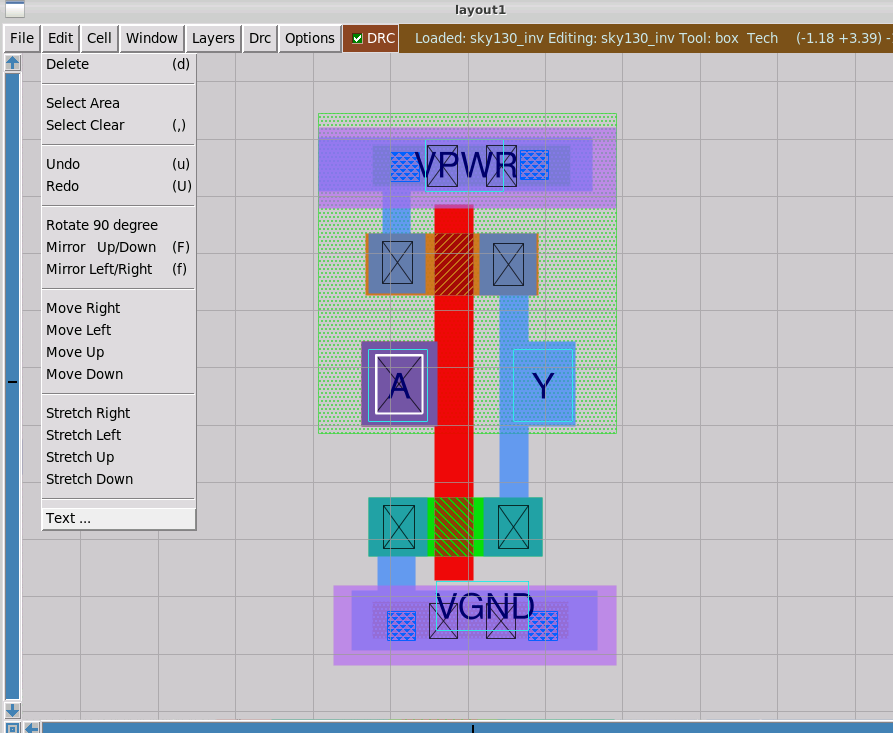 layout1
File Edit Cell Window Layers Drc Options DRC Loaded: sky130_inv Editing: sky130_inv Tool: box Tech (-1.18 +3.39) -
Delete (d)
Select Area
Select Clear (,)
Undo (u)
Redo (U)
Rotate 90 degree
Mirror Up/Down (F)
Mirror Left/Right (f)
Move Right
Move Left
Move Up
Move Down
Stretch Right
Stretch Left
Stretch Up
Stretch Down
Text ...
VPWR
A
Y
VGND